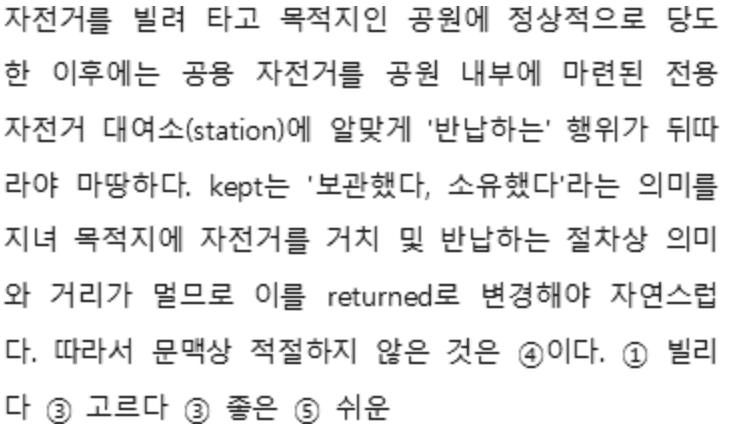 자전거를 빌려 타고 목적지인 공원에 정상적으로 당도
한 이후에는 공용 자전거를 공원 내부에 마련된 전용
자전거 대여소(station)에 알맞게 '반납하는' 행위가 뒤따
라야 마땅하다. kept는 '보관했다, 소유했다'라는 의미를
지녀 목적지에 자전거를 거치 및 반납하는 절차상 의미
와 거리가 멀므로 이를 returned로 변경해야 자연스럽
다. 따라서 문맥상 적절하지 않은 것은 ④이다. ① 빌리
다 ③ 고르다 ③ 좋은 ⑤ 쉬운